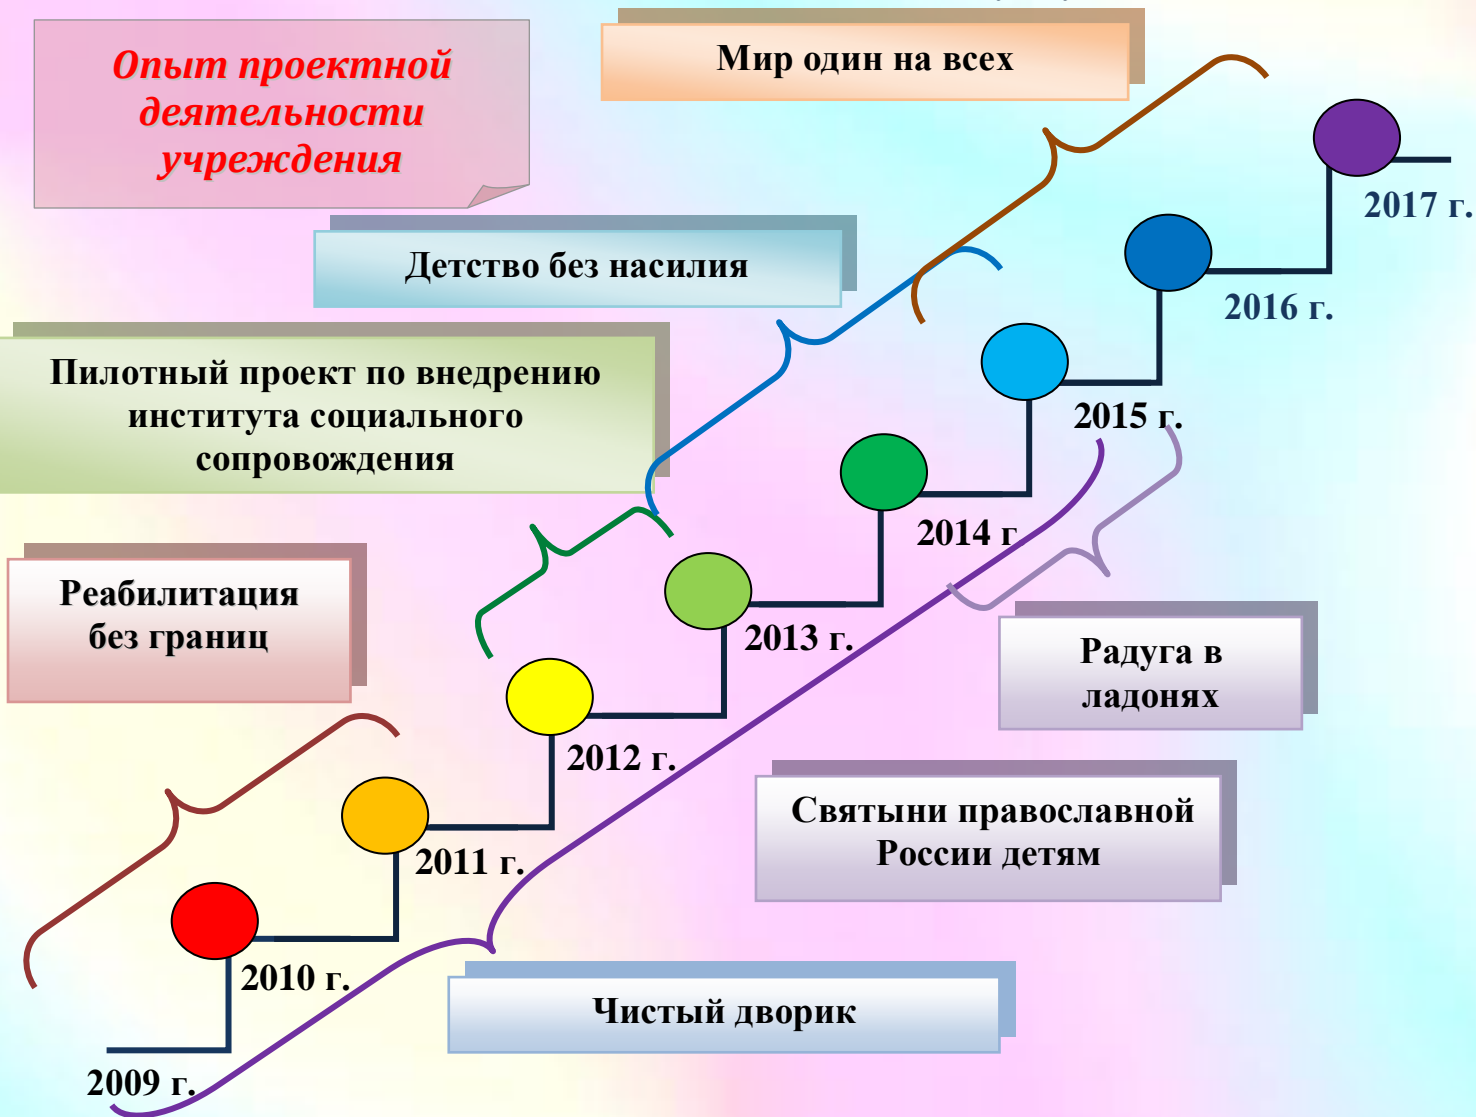 Опыт проектной
деятельности
учреждения
Мир один на всех
Детство без насилия
Пилотный проект по внедрению
института социального
сопровождения
Реабилитация
без границ
2017 г.
2016 г.
2015 г.
2014 г
2013 г.
2012 г.
2011 г.
2010 г.
2009 г.
Радуга в
ладонях
Святыни православной
России детям
Чистый дворик